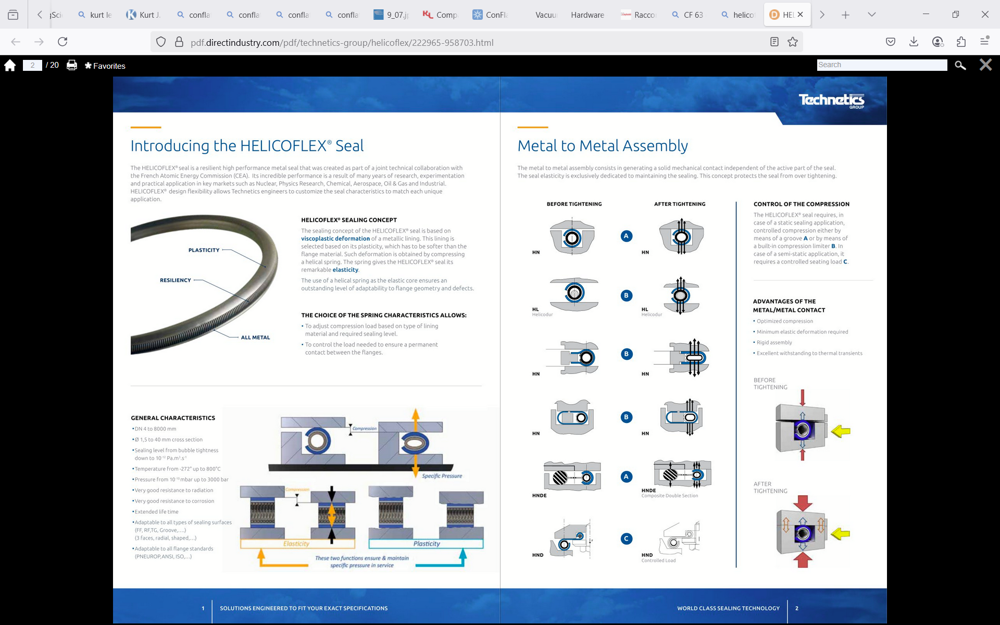 gSci
kurt le
Kurt J.
confla
confla
confla
confla
9_07.j
Comp
ConFla
Vacuu
Hardware
Racco
CF 63
helico
HEL
pdf.directindustry.com/pdf/technetics-group/helicoflex/222965-958703.html
2 / 20
Favorites
Search
Technetics
GROUP
Introducing the HELICOFLEX® Seal
The HELICOFLEX® seal is a resilient high performance metal seal that was created as part of a joint technical collaboration with
the French Atomic Energy Commission (CEA). Its incredible performance is a result of many years of research, experimentation
and practical application in key markets such as Nuclear, Physics Research, Chemical, Aerospace, Oil & Gas and Industrial.
HELICOFLEX® design flexibility allows Technetics engineers to customize the seal characteristics to match each unique
application.
PLASTICITY
RESILIENCY
ALL METAL
HELICOFLEX® SEALING CONCEPT
The sealing concept of the HELICOFLEX® seal is based on
viscoplastic deformation of a metallic lining. This lining is
selected based on its plasticity, which has to be softer than the
flange material. Such deformation is obtained by compressing
a helical spring. The spring gives the HELICOFLEX® seal its
remarkable elasticity.
The use of a helical spring as the elastic core ensures an
outstanding level of adaptability to flange geometry and defects.
THE CHOICE OF THE SPRING CHARACTERISTICS ALLOWS:
• To adjust compression load based on type of lining
material and required sealing level.
• To control the load needed to ensure a permanent
contact between the flanges.
GENERAL CHARACTERISTICS
• DN 4 to 8000 mm
• Ø 1,5 to 40 mm cross section
• Sealing level from bubble tightness
down to 10⁻¹² Pa.m³.s⁻¹
• Temperature from -272° up to 800°C
• Pressure from 10⁻¹⁰ mbar up to 3000 bar
• Very good resistance to radiation
• Very good resistance to corrosion
• Extended life time
• Adaptable to all types of sealing surfaces
(FF, RF,TG, Groove,....)
(3 faces, radial, shaped,...)
• Adaptable to all flange standards
(PNEUROP,ANSI, ISO,...)
Compression
Specific Pressure
Compression
Elasticity
Plasticity
These two functions ensure & maintain
specific pressure in service
1
SOLUTIONS ENGINEERED TO FIT YOUR EXACT SPECIFICATIONS
Metal to Metal Assembly
The metal to metal assembly consists in generating a solid mechanical contact independent of the active part of the seal.
The seal elasticity is exclusively dedicated to maintaining the sealing. This concept protects the seal from over tightening.
BEFORE TIGHTENING
AFTER TIGHTENING
A
HN
HN
B
HL
Helicodur
HL
Helicodur
B
HN
HN
B
HN
HN
A
HNDE
HNDE
Composite Double Section
C
F
HND
HND
Controlled Load
CONTROL OF THE COMPRESSION
The HELICOFLEX® seal requires, in
case of a static sealing application,
controlled compression either by
means of a groove A or by means of
a built-in compression limiter B. In
case of a semi-static application, it
requires a controlled seating load C.
ADVANTAGES OF THE
METAL/METAL CONTACT
• Optimized compression
• Minimum elastic deformation required
• Rigid assembly
• Excellent withstanding to thermal transients
BEFORE
TIGHTENING
AFTER
TIGHTENING
WORLD CLASS SEALING TECHNOLOGY
2